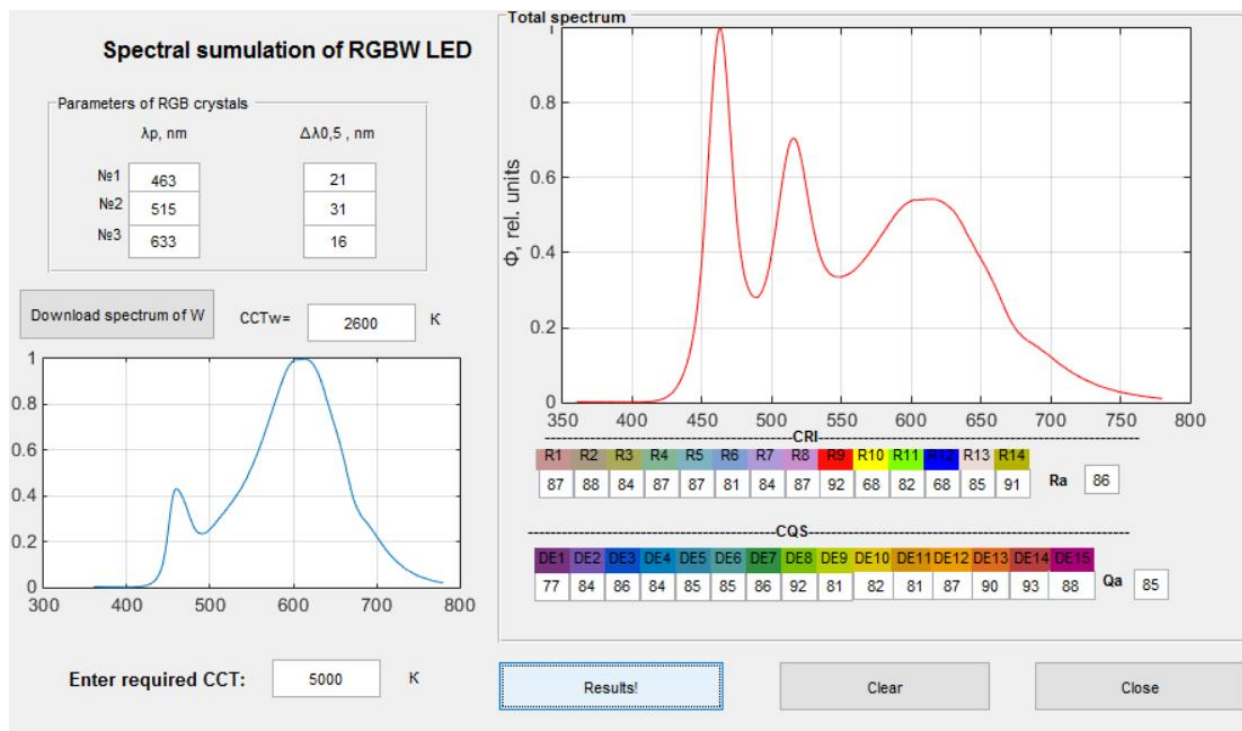 Spectral sumulation of RGBW LED
Parameters of RGB crystals
λp, nm Δλ0,5 , nm
№1 463 21
№2 515 31
№3 633 16
Download spectrum of W CCTw= 2600 K
1
0.8
0.6
0.4
0.2
0
300 400 500 600 700 800
Enter required CCT: 5000 K
Total spectrum
Φ, rel. units
1
0.8
0.6
0.4
0.2
0
350 400 450 500 550 600 650 700 750 800
CRI
R1 R2 R3 R4 R5 R6 R7 R8 R9 R10 R11 R12 R13 R14
87 88 84 87 87 81 84 87 92 68 82 68 85 91 Ra 86
CQS
DE1 DE2 DE3 DE4 DE5 DE6 DE7 DE8 DE9 DE10 DE11 DE12 DE13 DE14 DE15
77 84 86 84 85 85 86 92 81 82 81 87 90 93 88 Qa 85
Results! Clear Close